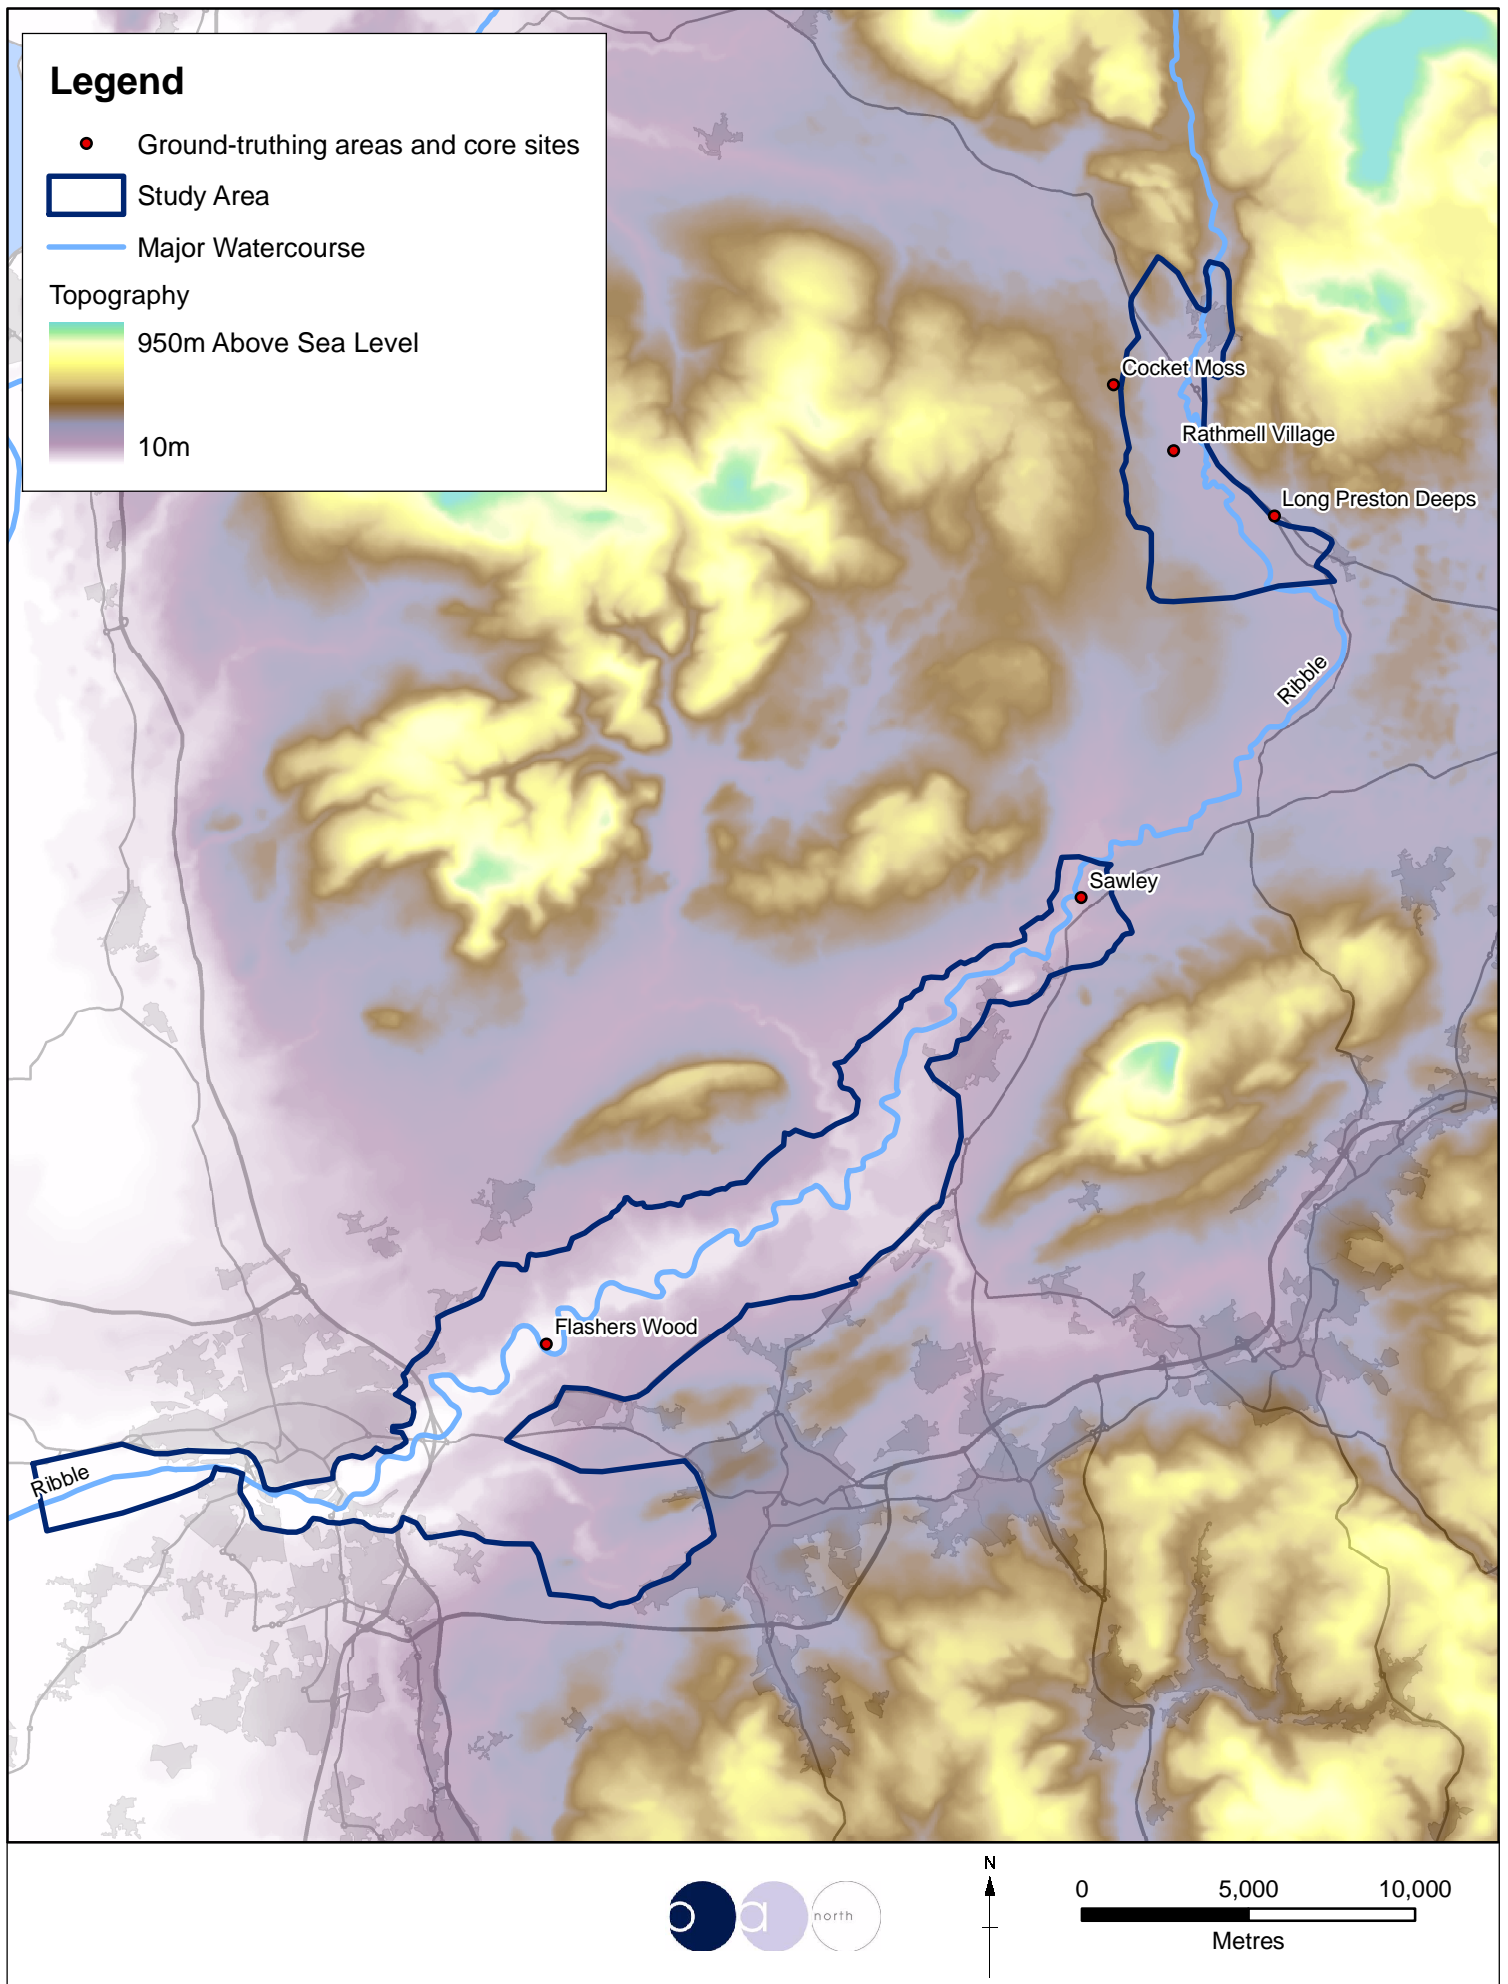 Legend
Ground-truthing areas and core sites
Study Area
Major Watercourse
Topography
950m Above Sea Level
10m
Cocket Moss
Rathmell Village
Long Preston Deeps
Ribble
Sawley
Flashers Wood
Ribble
o a north
N
0 5,000 10,000
Metres